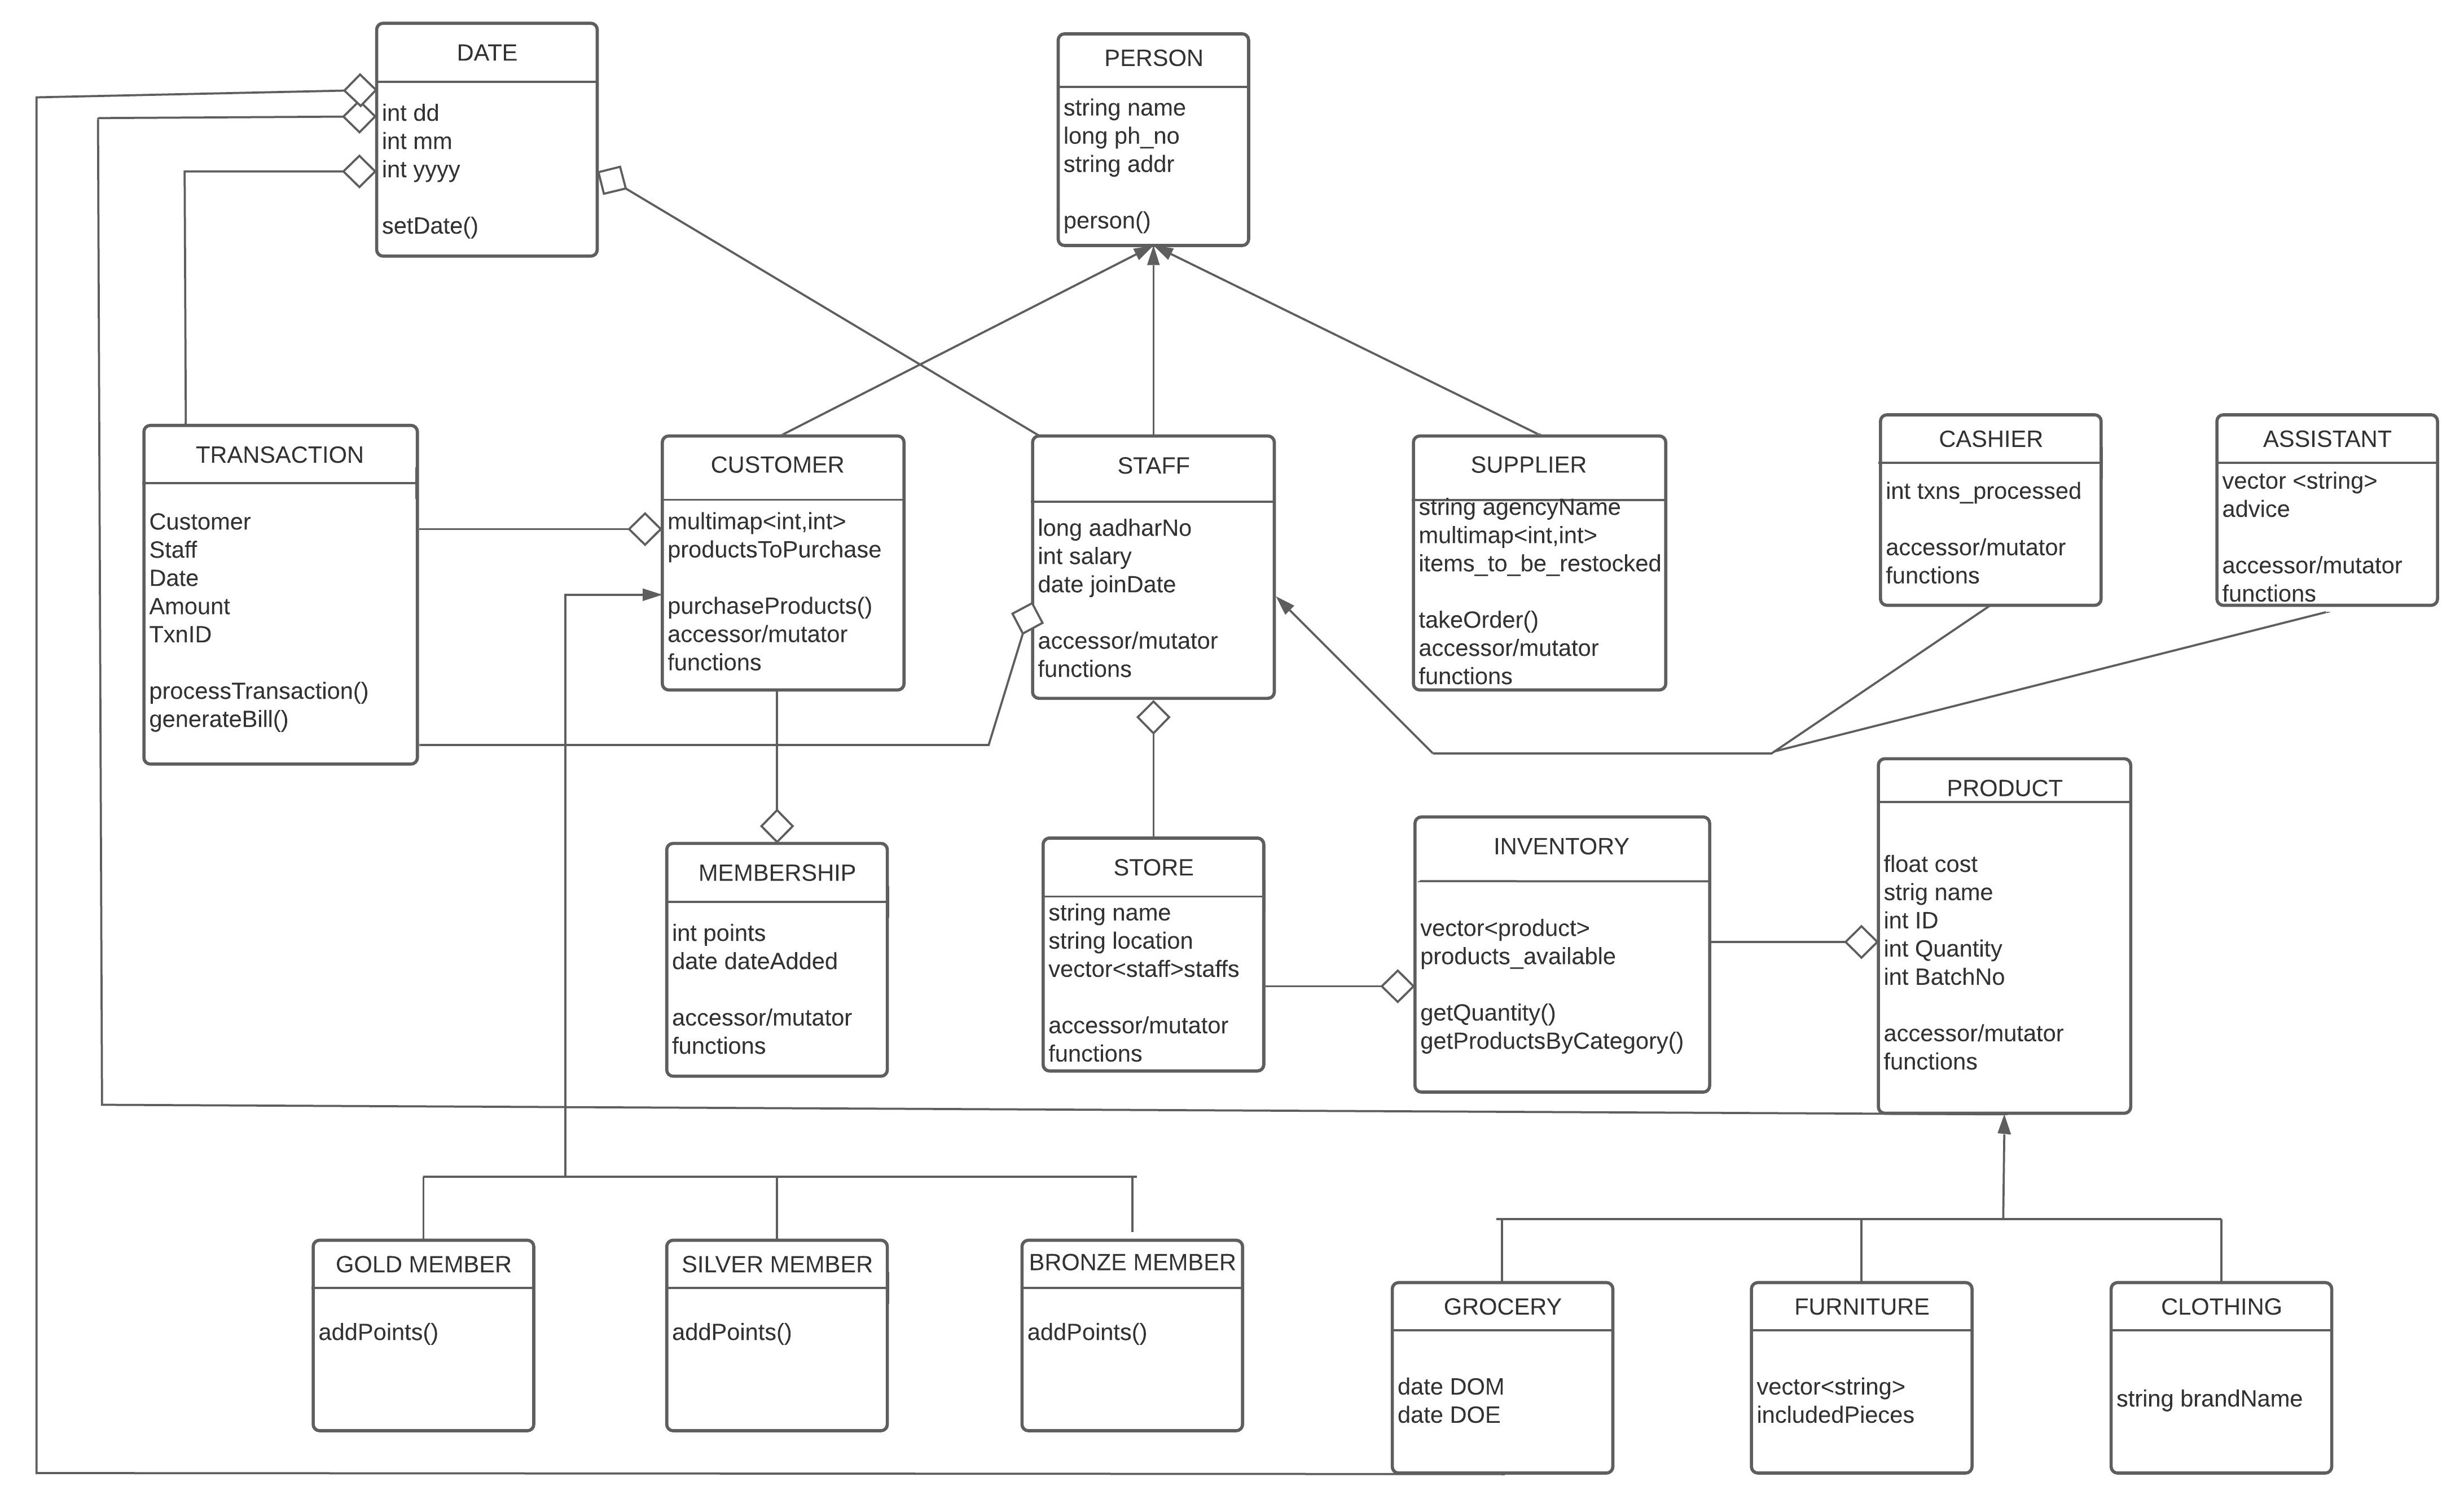 DATE
int dd
int mm
int yyyy
setDate()
PERSON
string name
long ph_no
string addr
person()
TRANSACTION
Customer
Staff
Date
Amount
TxnID
processTransaction()
generateBill()
CUSTOMER
multimap<int,int>
productsToPurchase
purchaseProducts()
accessor/mutator
functions
STAFF
long aadharNo
int salary
date joinDate
accessor/mutator
functions
SUPPLIER
string agencyName
multimap<int,int>
items_to_be_restocked
takeOrder()
accessor/mutator
functions
CASHIER
int txns_processed
accessor/mutator
functions
ASSISTANT
vector <string>
advice
accessor/mutator
functions
MEMBERSHIP
int points
date dateAdded
accessor/mutator
functions
STORE
string name
string location
vector<staff>staffs
accessor/mutator
functions
INVENTORY
vector<product>
products_available
getQuantity()
getProductsByCategory()
PRODUCT
float cost
strig name
int ID
int Quantity
int BatchNo
accessor/mutator
functions
GOLD MEMBER
addPoints()
SILVER MEMBER
addPoints()
BRONZE MEMBER
addPoints()
GROCERY
date DOM
date DOE
FURNITURE
vector<string>
includedPieces
CLOTHING
string brandName